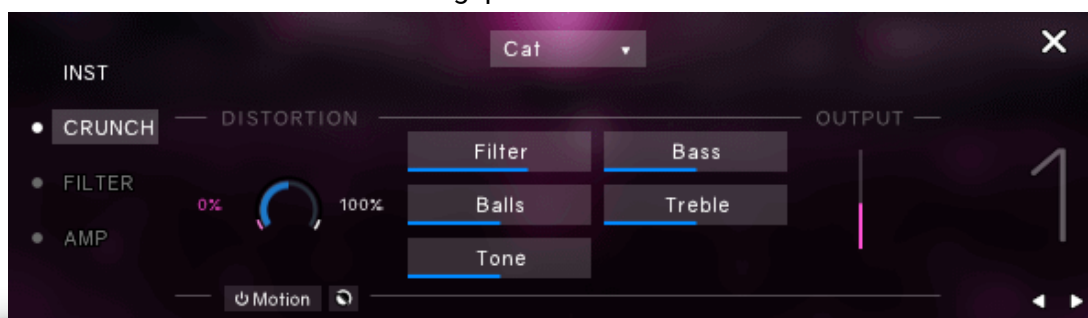 Cat
INST
CRUNCH
DISTORTION
OUTPUT
Filter
Bass
FILTER
0%
100%
Balls
Treble
AMP
Tone
Motion
1